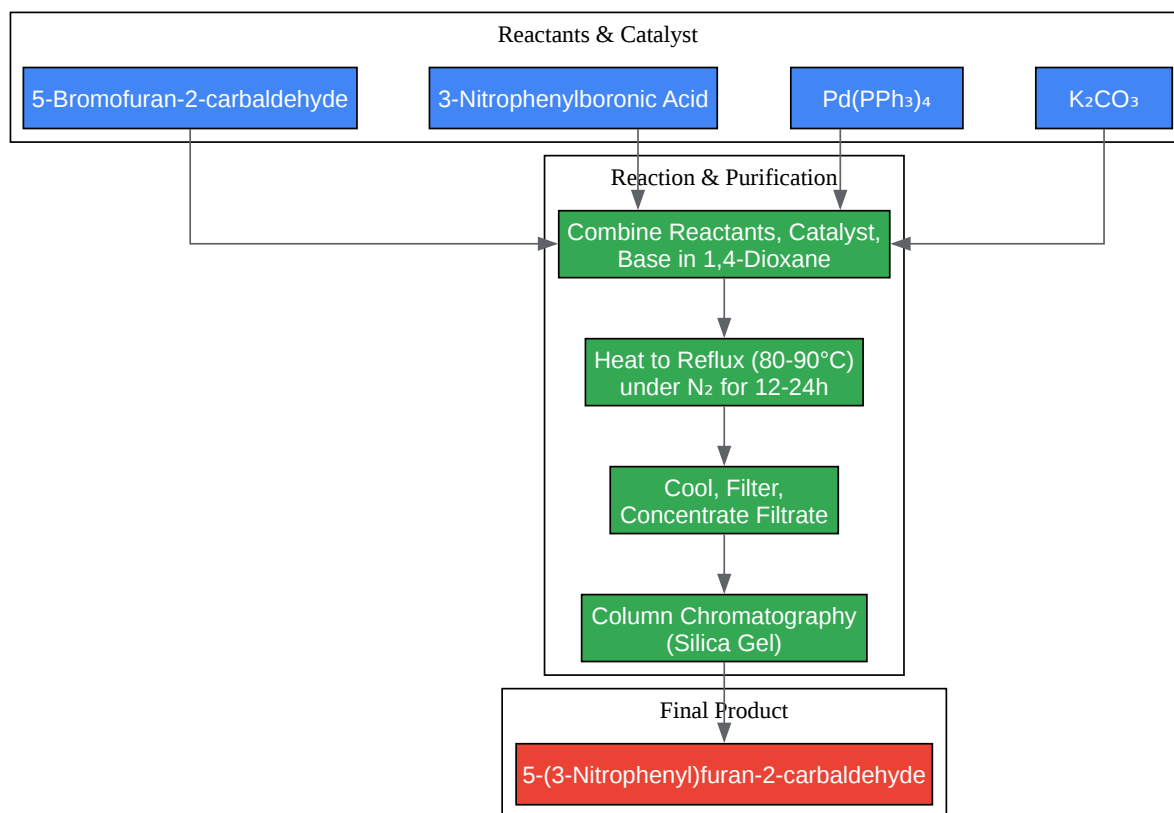 Reactants & Catalyst
5-Bromofuran-2-carbaldehyde
3-Nitrophenylboronic Acid
Pd(PPh₃)₄
K₂CO₃
Reaction & Purification
Combine Reactants, Catalyst,
Base in 1,4-Dioxane
Heat to Reflux (80-90°C)
under N₂ for 12-24h
Cool, Filter,
Concentrate Filtrate
Column Chromatography
(Silica Gel)
Final Product
5-(3-Nitrophenyl)furan-2-carbaldehyde